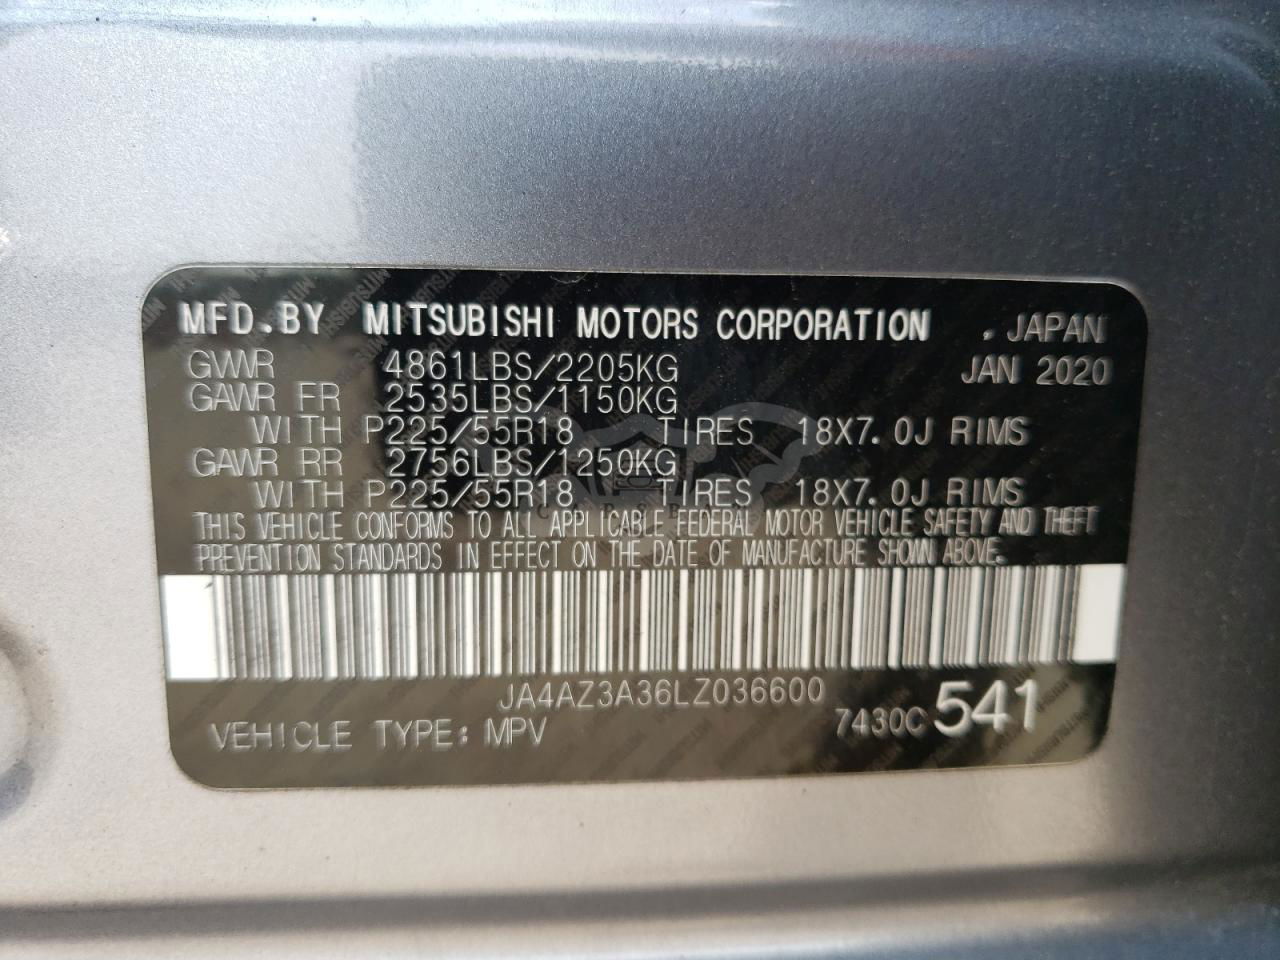 MFD.BY MITSUBISHI MOTORS CORPORATION .JAPAN
GVWR 4861LBS/2205KG JAN 2020
GAWR FR 2535LBS/1150KG
WITH P225/55R18 TIRES 18X7.0J RIMS
GAWR RR 2756LBS/1250KG
WITH P225/55R18 TIRES 18X7.0J RIMS
THIS VEHICLE CONFORMS TO ALL APPLICABLE FEDERAL MOTOR VEHICLE SAFETY AND THEFT
PREVENTION STANDARDS IN EFFECT ON THE DATE OF MANUFACTURE SHOWN ABOVE.
JA4AZ3A36LZ036600
VEHICLE TYPE: MPV 7430C 541